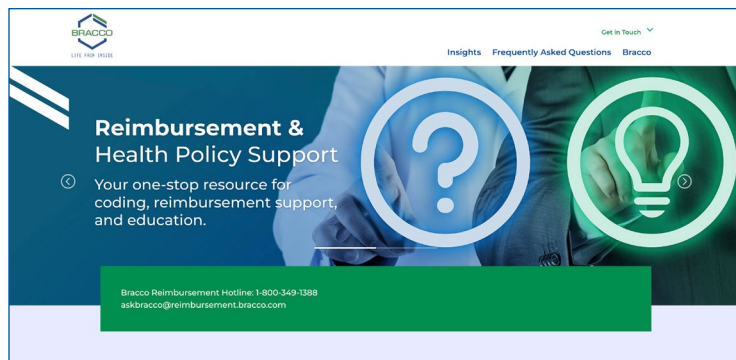 BRACCO
LIFE FROM INSIDE
Get in Touch
Insights Frequently Asked Questions Bracco
Reimbursement &
Health Policy Support
Your one-stop resource for
coding, reimbursement support,
and education.
?
Bracco Reimbursement Hotline: 1-800-349-1388
askbracco@reimbursement.bracco.com